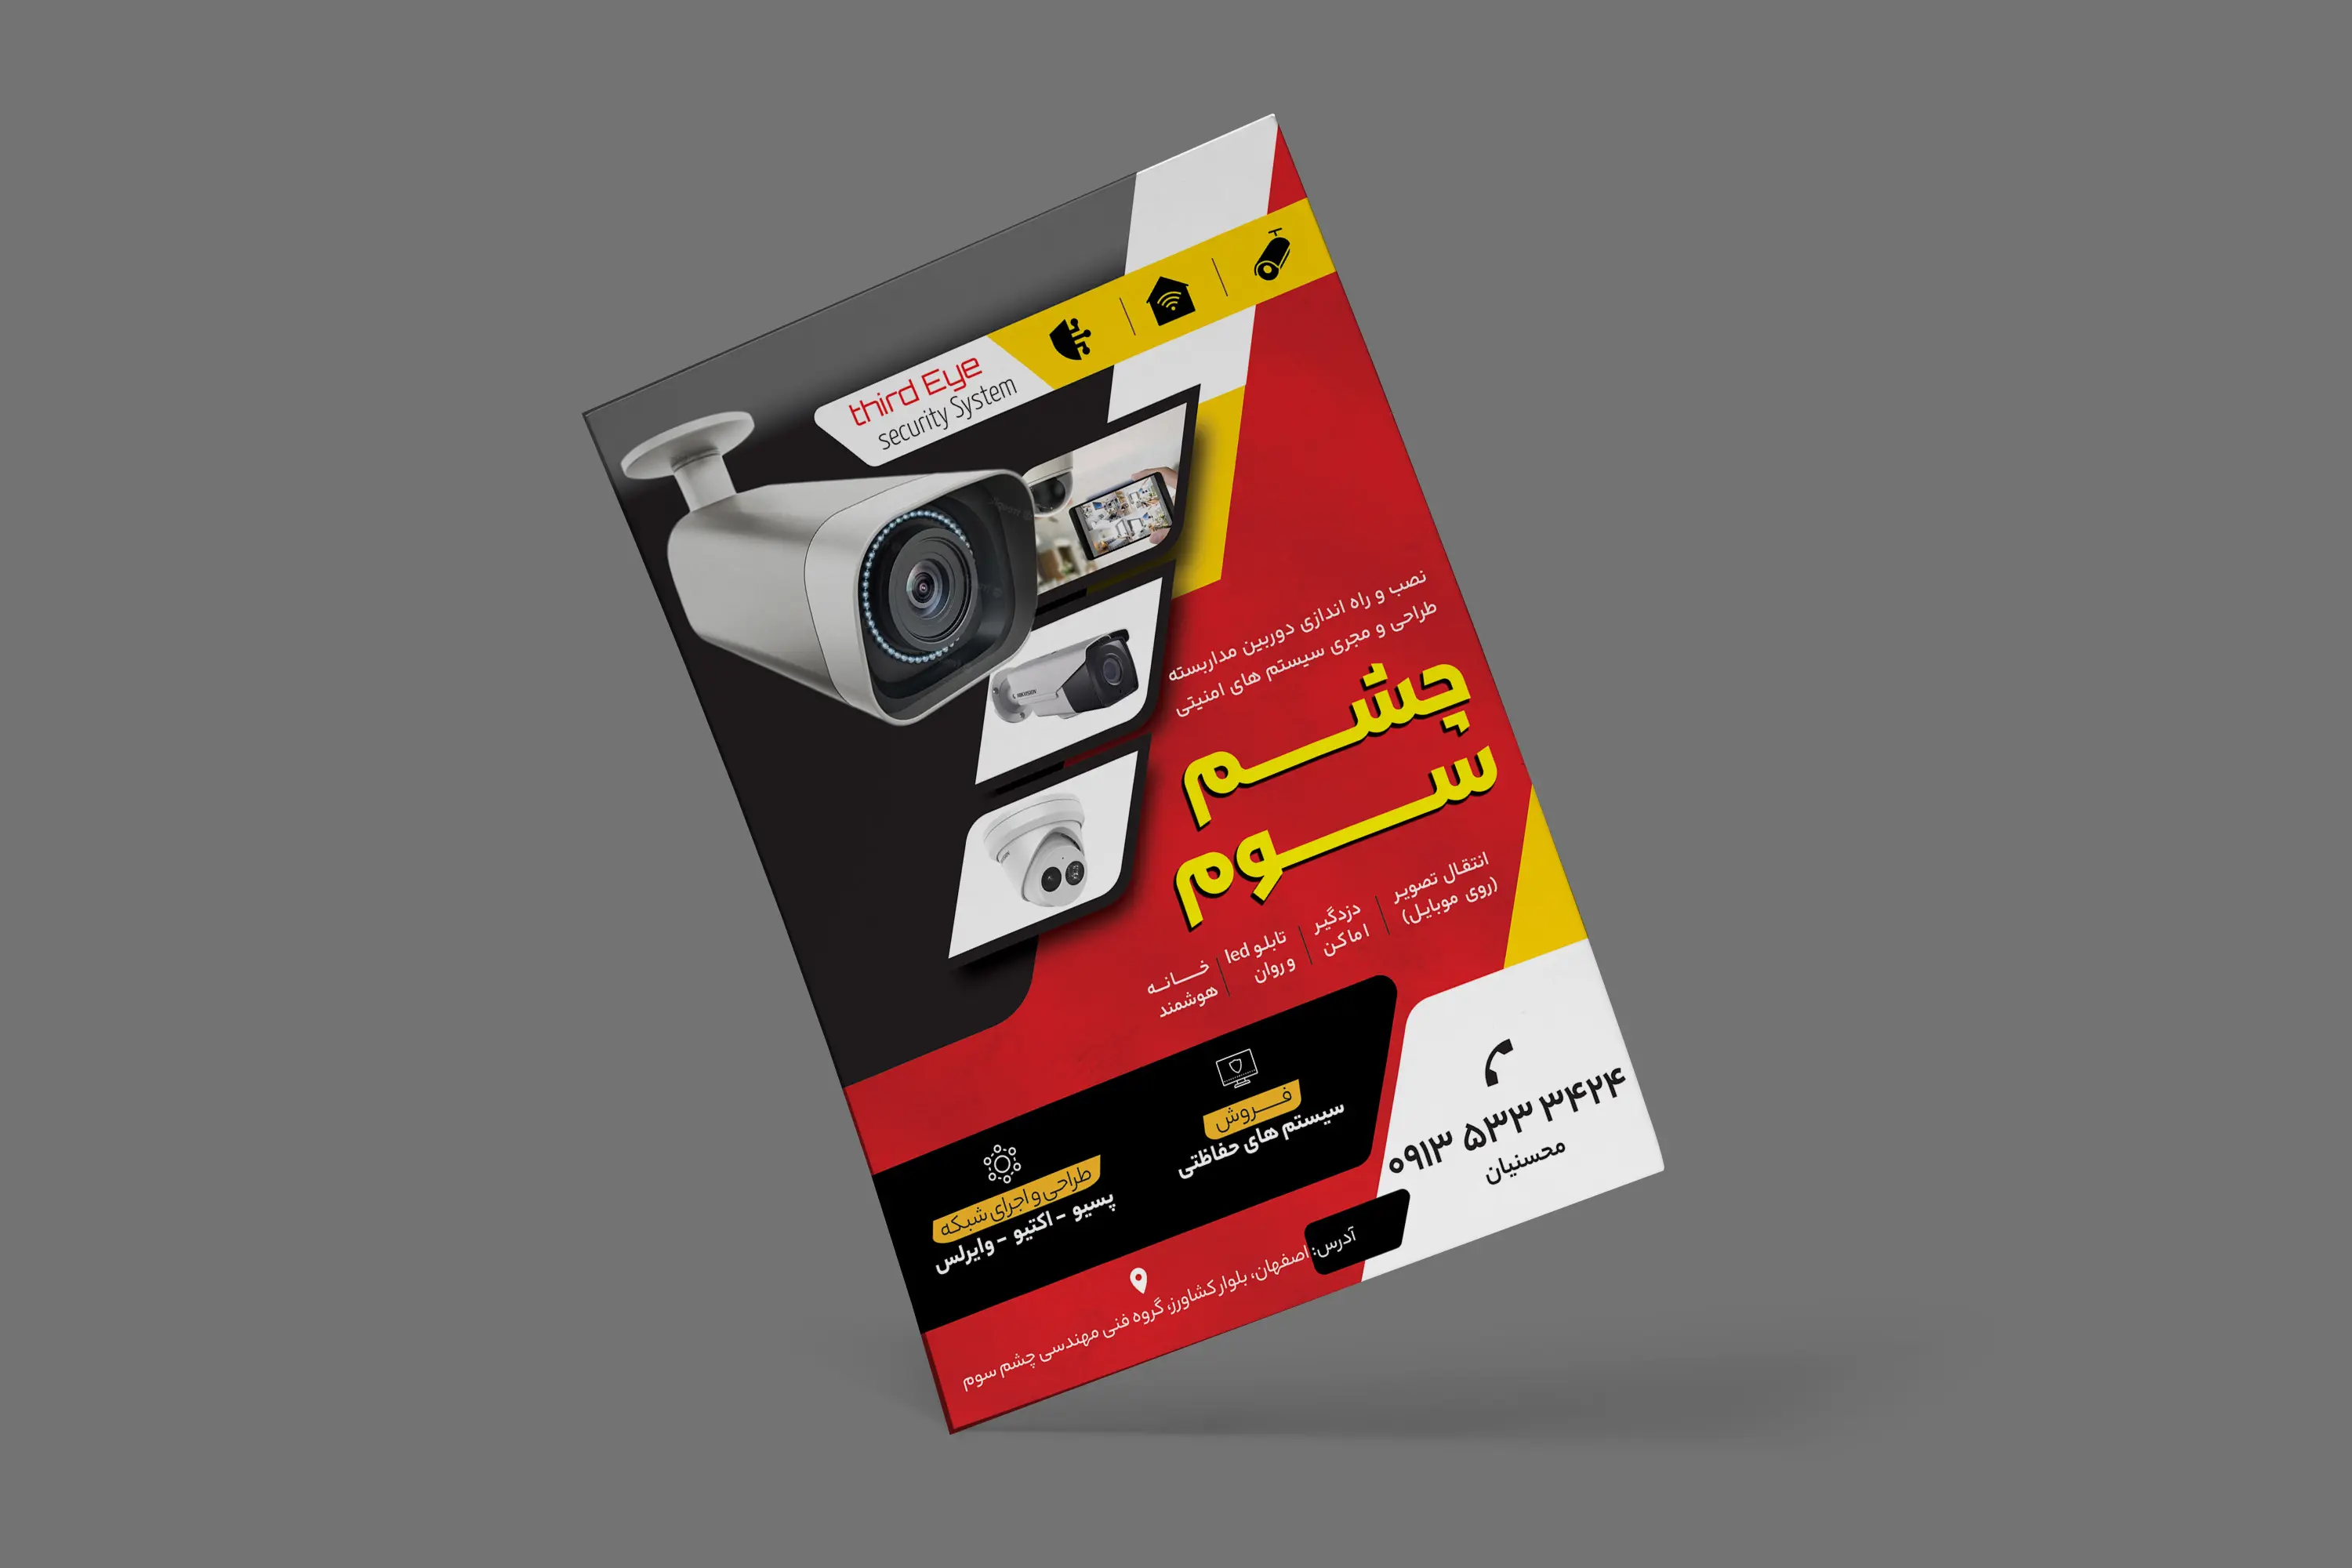 third Eye
security System
HIKVISION
نصب و راه اندازی دوربین مداربسته
طراحی و مجری سیستم های امنیتی
چشم
سوم
انتقال تصویر
(روی موبایل)
دزدگیر
اماکن
تابلو led
و روان
خانه
هوشمند
فروش
سیستم های حفاظتی
طراحی و اجرای شبکه
پسیو - اکتیو - وایرلس
۰۹۱۳ ۵۳۳ ۳۴۲۴
محسنیان
آدرس: اصفهان، بلوار کشاورز، گروه فنی مهندسی چشم سوم